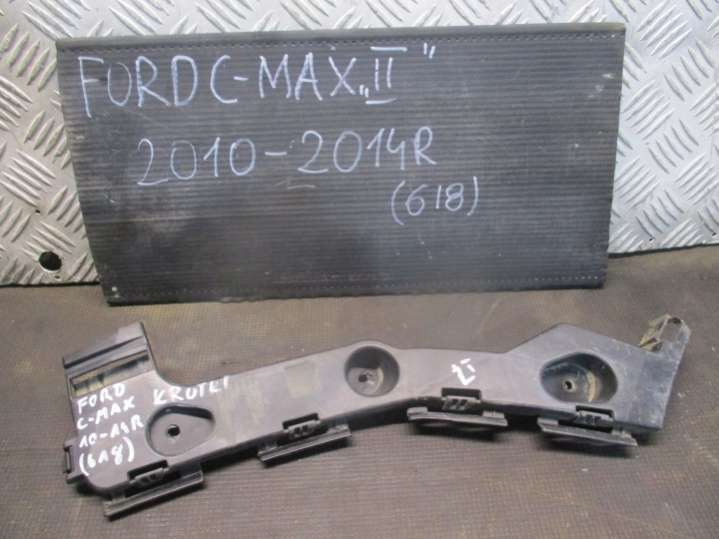 FORD C-MAX „II"
2010-2014R
(618)
FORD
C-MAX
10-14R
(618)
KRÓTKI